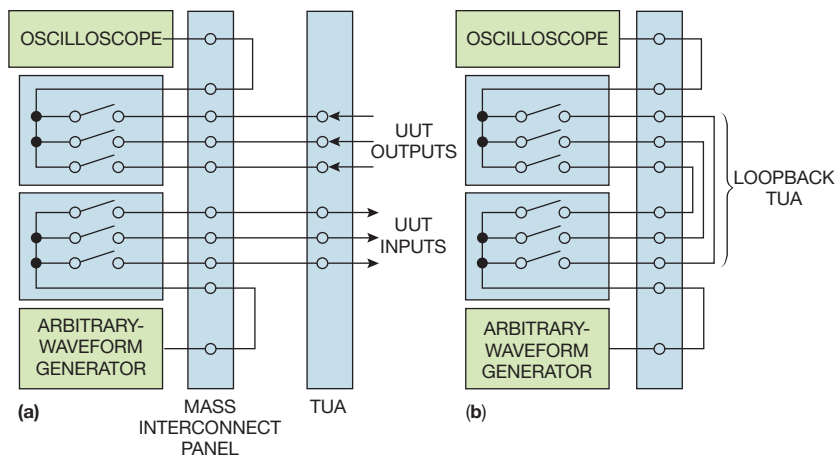 OSCILLOSCOPE
UUT
OUTPUTS
UUT
INPUTS
ARBITRARY-
WAVEFORM
GENERATOR
(a)
MASS
INTERCONNECT
PANEL
TUA
OSCILLOSCOPE
LOOPBACK
TUA
ARBITRARY-
WAVEFORM
GENERATOR
(b)